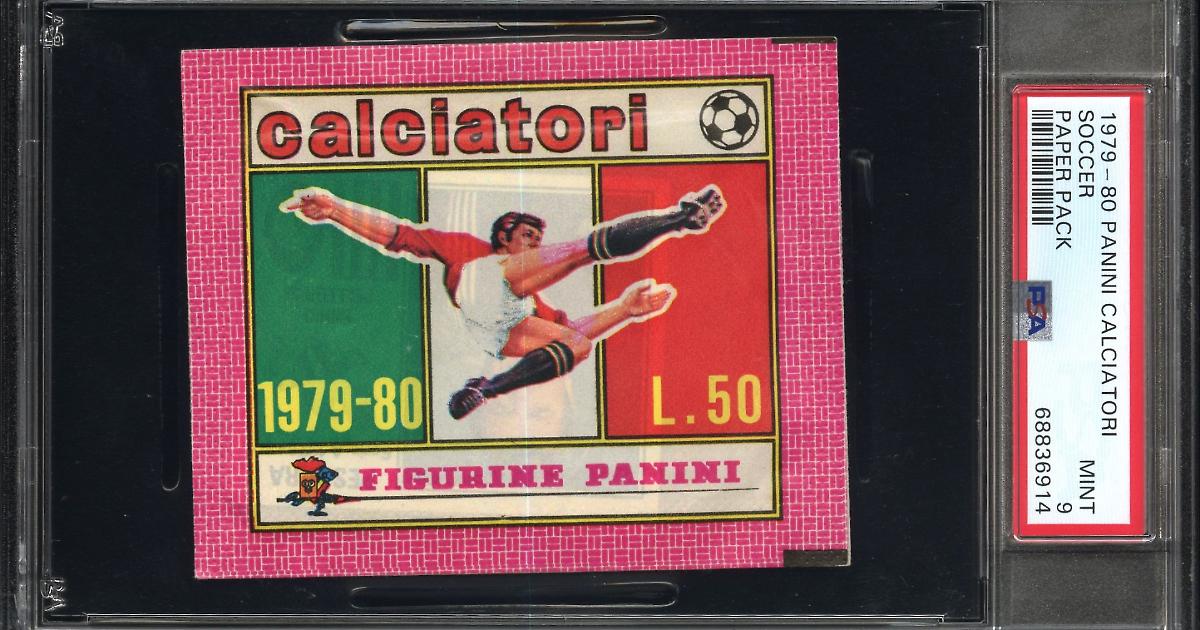 calciatori
1979-80
L.50
FIGURINE PANINI
1979-80 PANINI CALCIATORI
SOCCER
PAPER PACK
MINT
9
68836914
PSA